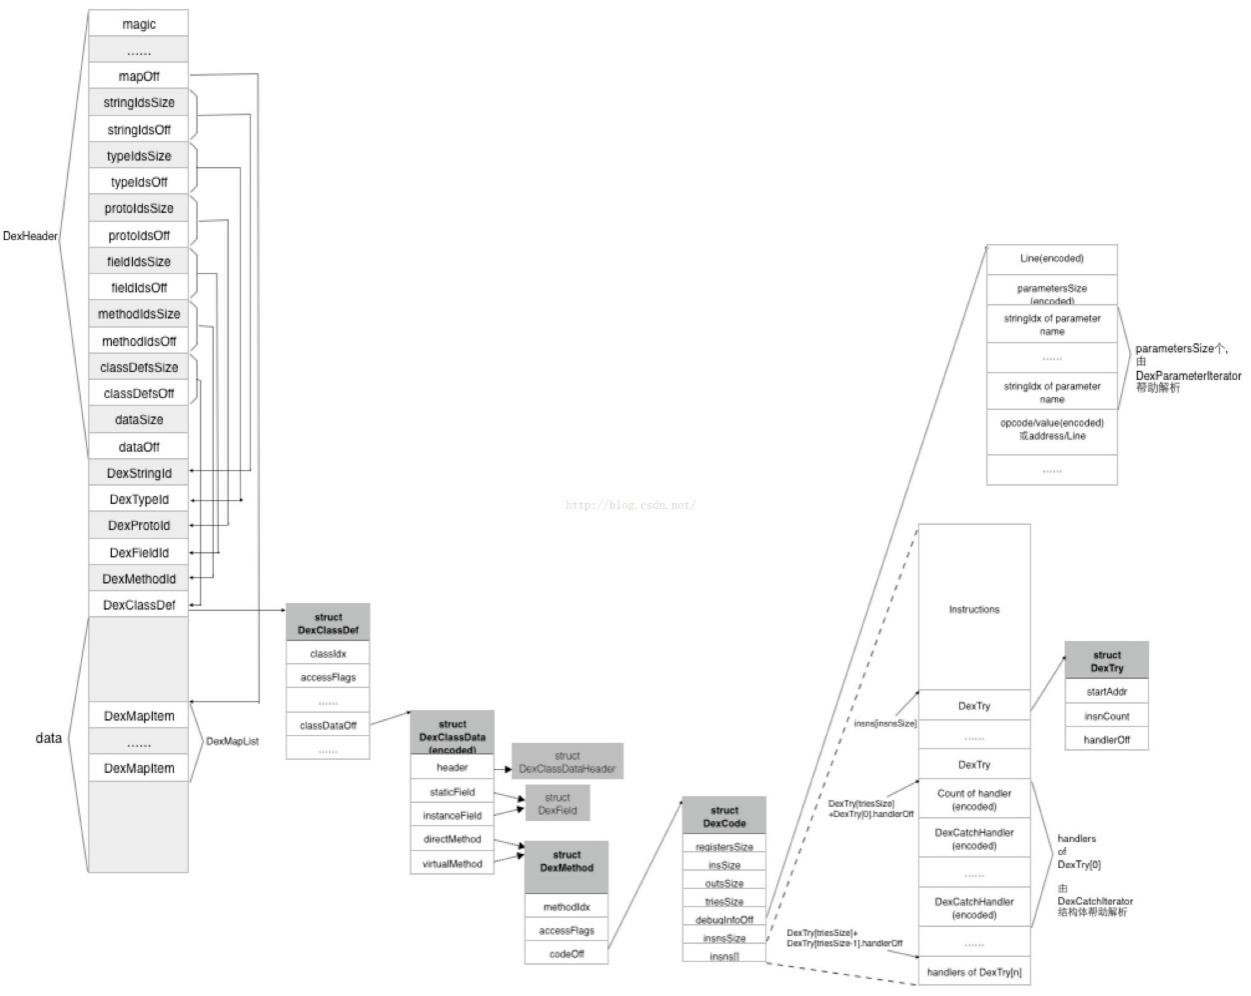 magic
......
mapOff
stringIdsSize
stringIdsOff
typeIdsSize
typeIdsOff
protoIdsSize
protoIdsOff
fieldIdsSize
fieldIdsOff
methodIdsSize
methodIdsOff
classDefsSize
classDefsOff
dataSize
dataOff
DexStringId
DexTypeId
DexProtoId
DexFieldId
DexMethodId
DexClassDef
DexMapItem
......
DexMapItem
DexHeader
data
DexMapList
struct
DexClassDef
classIdx
accessFlags
......
classDataOff
......
struct
DexClassData
(encoded)
header
staticField
instanceField
directMethod
virtualMethod
struct
DexClassDataHeader
struct
DexField
struct
DexMethod
methodIdx
accessFlags
codeOff
http://blog.csdn.net/
struct
DexCode
registersSize
insSize
outsSize
triesSize
debugInfoOff
insnsSize
insns[]
Line(encoded)
parametersSize
(encoded)
stringIdx of parameter
name
......
stringIdx of parameter
name
opcode/value(encoded)
或address/Line
......
parametersSize个,
由
DexParameterIterator
帮助解析
Instructions
DexTry
......
DexTry
Count of handler
(encoded)
DexCatchHandler
(encoded)
......
DexCatchHandler
(encoded)
......
handlers of DexTry[n]
insns[insnsSize]
DexTry[triesSize]
+DexTry[0].handlerOff
DexTry[triesSize]+
DexTry[triesSize-1].handlerOff
struct
DexTry
startAddr
insnCount
handlerOff
handlers
of
DexTry[0]
由
DexCatchIterator
结构体帮助解析